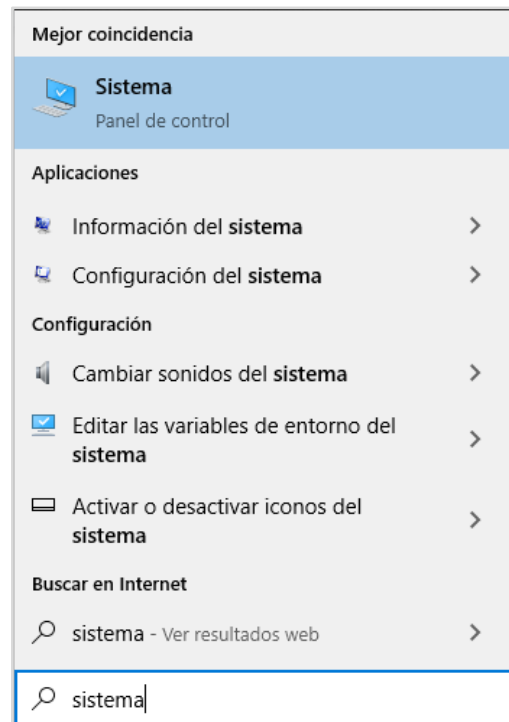 Mejor coincidencia
Sistema
Panel de control
Aplicaciones
Información del sistema
Configuración del sistema
Configuración
Cambiar sonidos del sistema
Editar las variables de entorno del
sistema
Activar o desactivar iconos del
sistema
Buscar en Internet
sistema - Ver resultados web
sistema